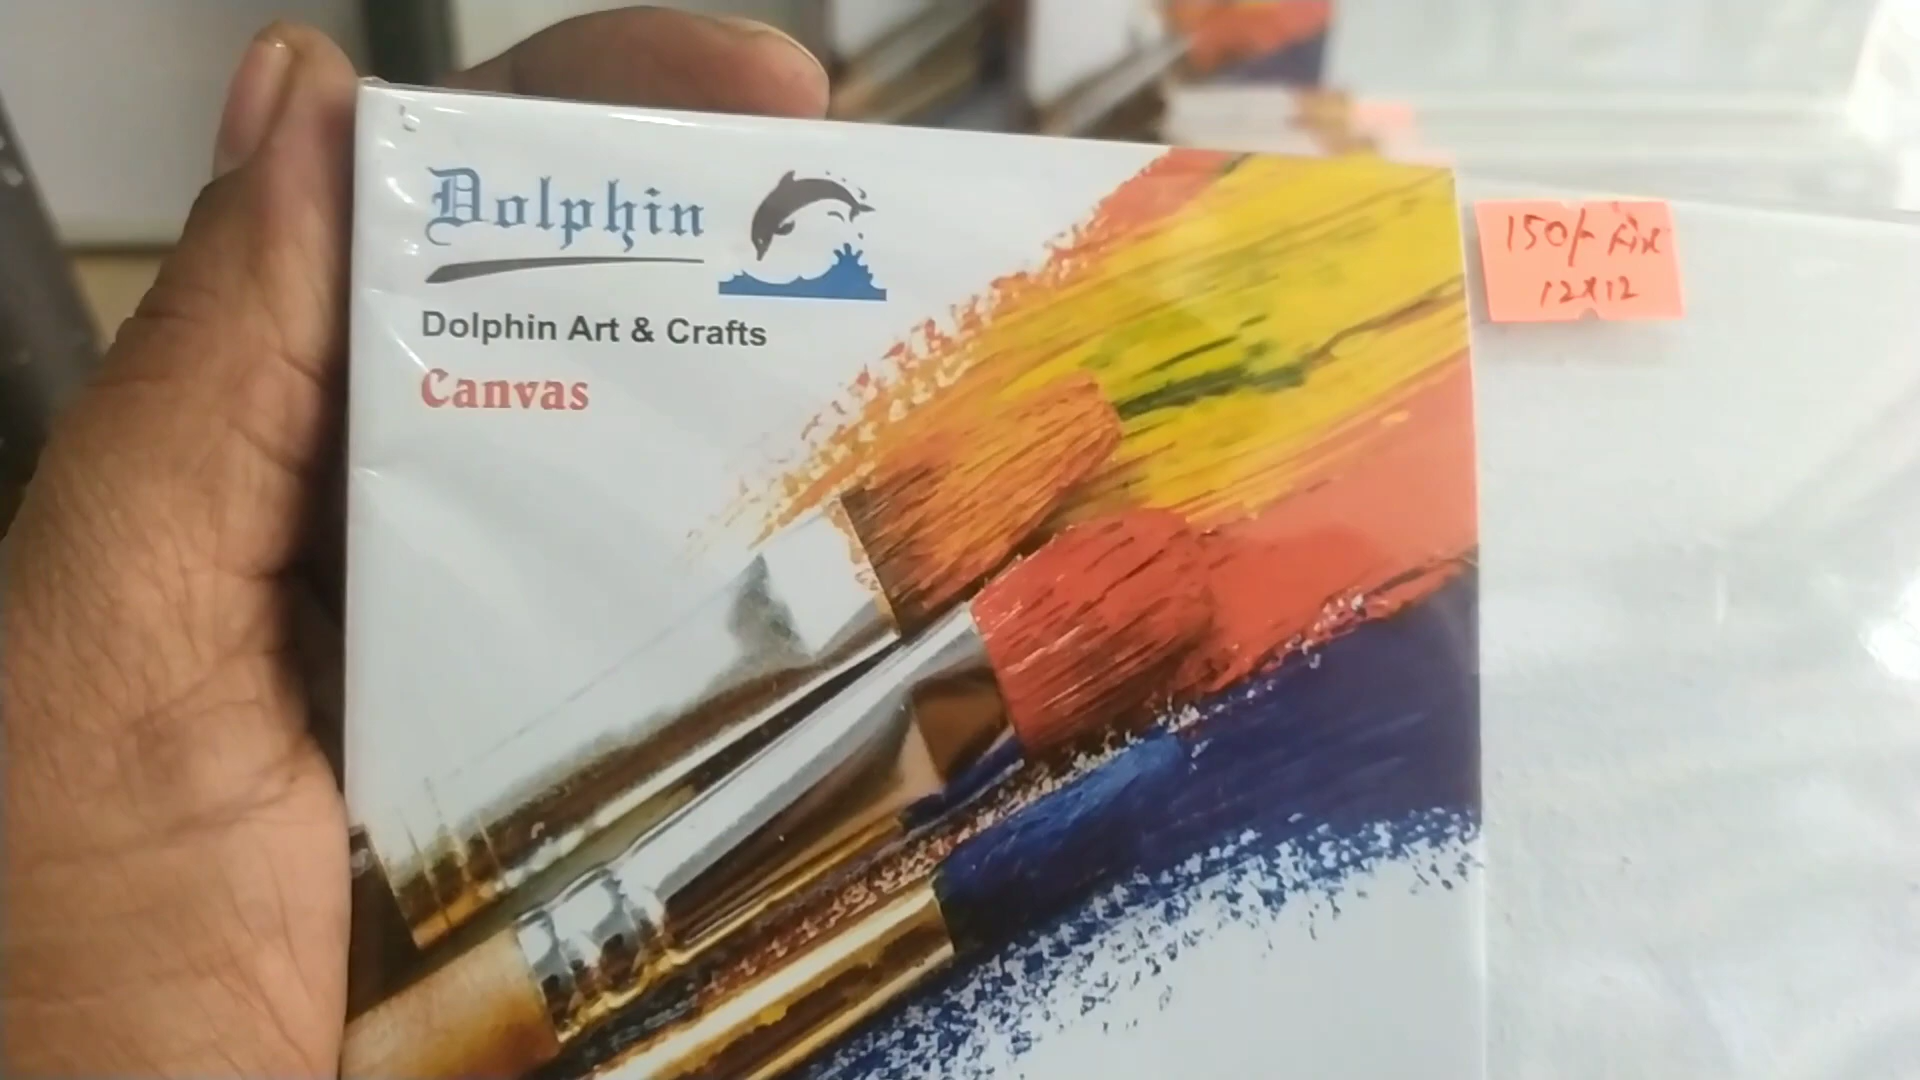 Dolphin
Dolphin Art & Crafts
Canvas
150/- Fix
12x12